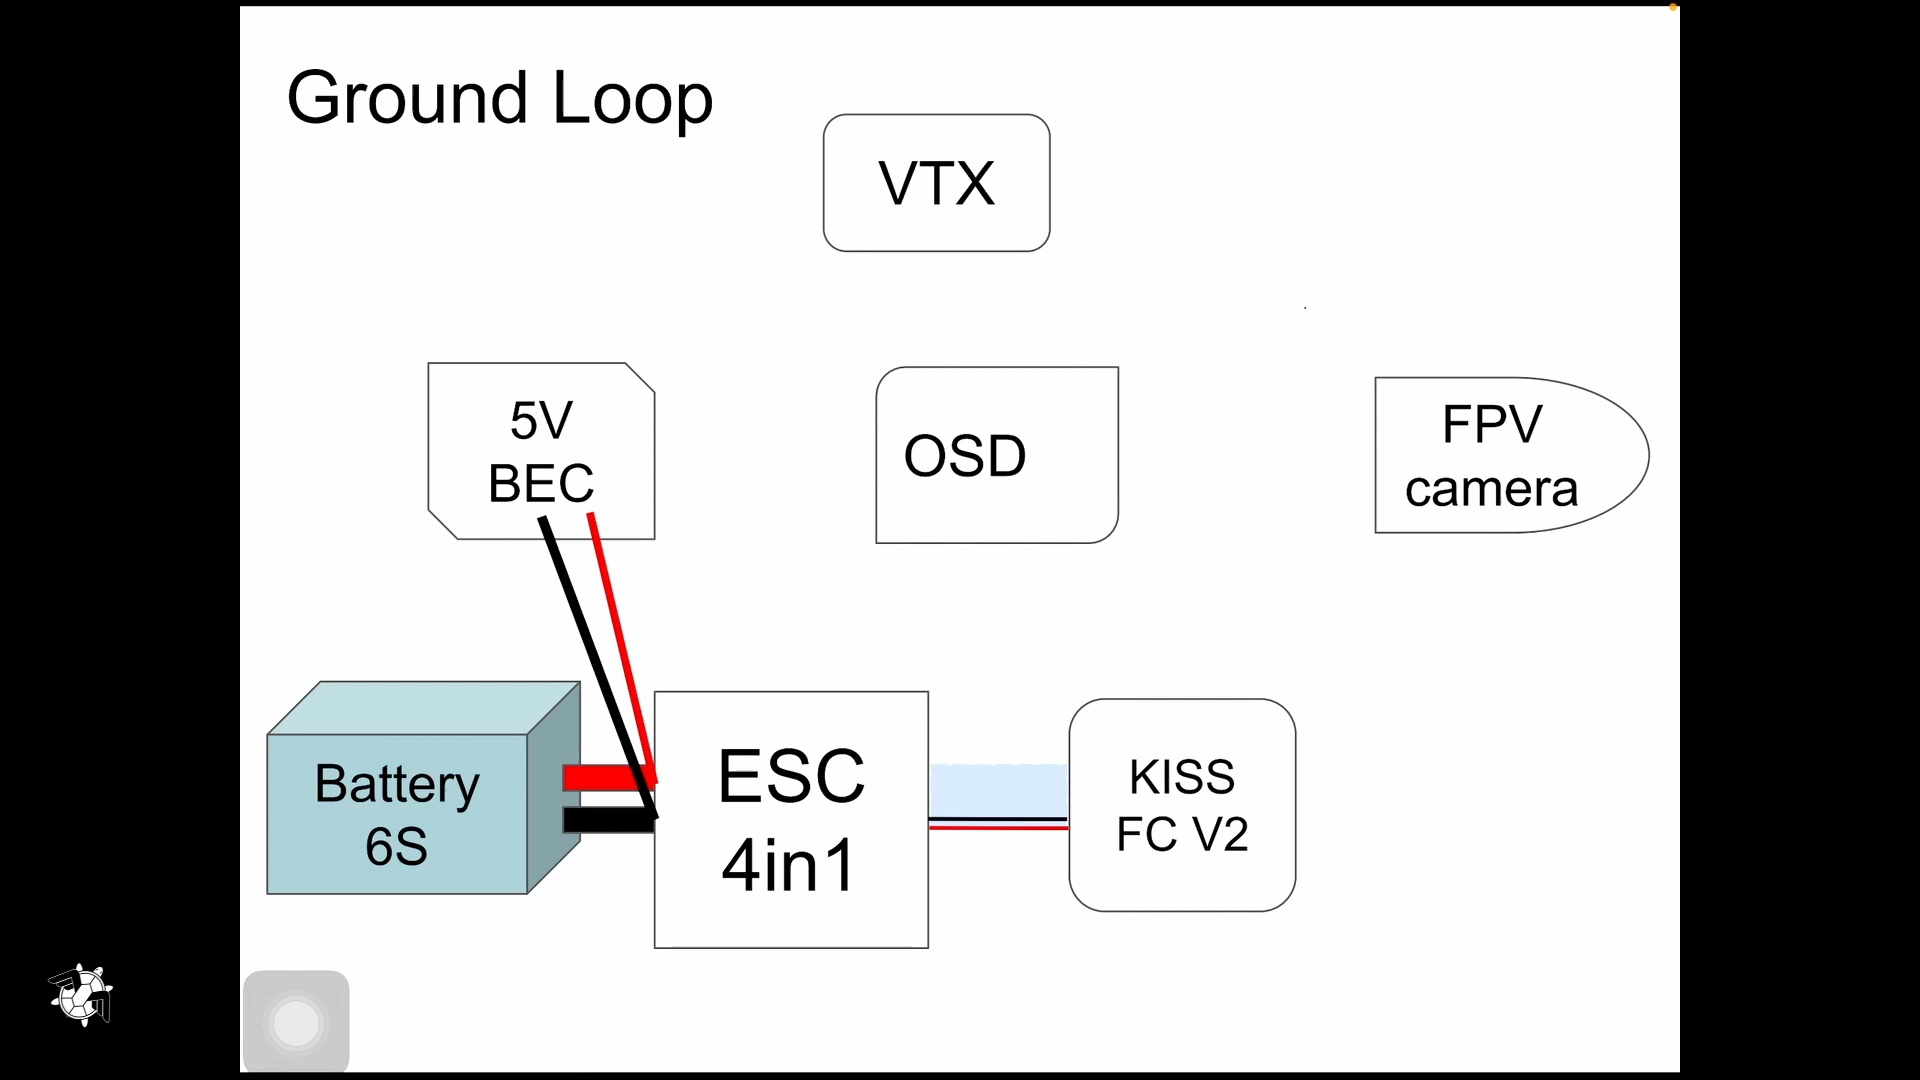 Ground Loop
VTX
5V
BEC
OSD
FPV
camera
Battery
6S
ESC
4in1
KISS
FC V2